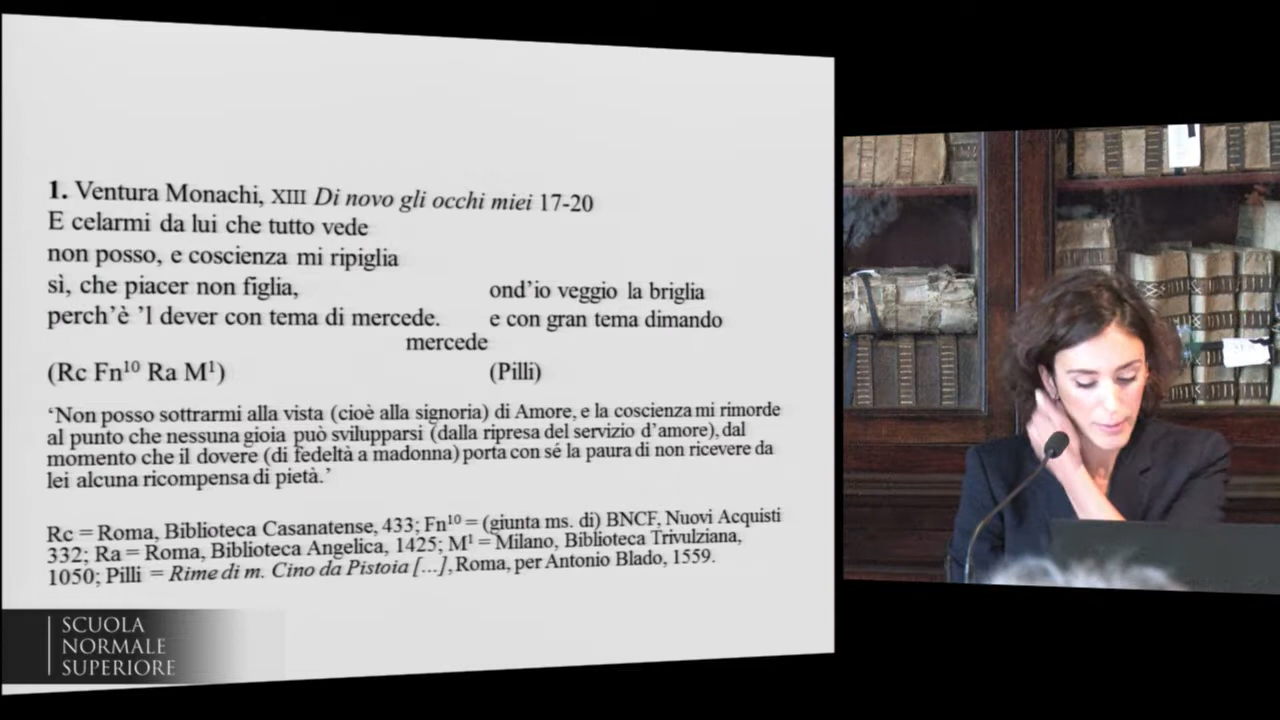 1. Ventura Monachi, XIII Di novo gli occhi miei 17-20
E celarmi da lui che tutto vede
non posso, e coscienza mi ripiglia
sì, che piacer non figlia, ond’io veggio la briglia
perch’è ’l dever con tema di mercede. e con gran tema dimando
mercede
(Rc Fn¹⁰ Ra M¹) (Pilli)
‘Non posso sottrarmi alla vista (cioè alla signoria) di Amore, e la coscienza mi rimorde
al punto che nessuna gioia può svilupparsi (dalla ripresa del servizio d’amore), dal
momento che il dovere (di fedeltà a madonna) porta con sé la paura di non ricevere da
lei alcuna ricompensa di pietà.’
Rc = Roma, Biblioteca Casanatense, 433; Fn¹⁰ = (giunta ms. di) BNCF, Nuovi Acquisti
332; Ra = Roma, Biblioteca Angelica, 1425; M¹ = Milano, Biblioteca Trivulziana,
1050; Pilli = Rime di m. Cino da Pistoia [...], Roma, per Antonio Blado, 1559.
SCUOLA
NORMALE
SUPERIORE